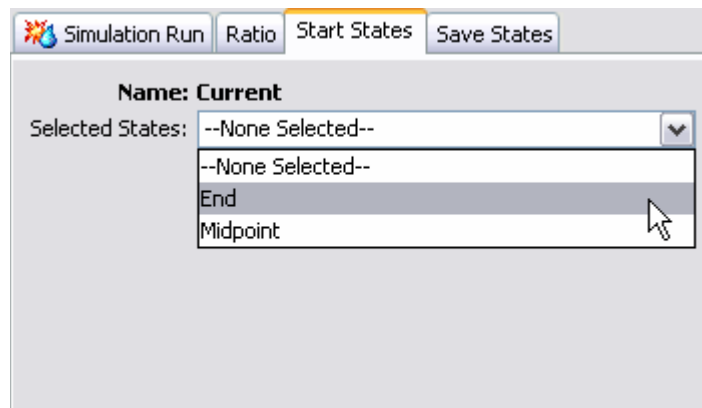 Simulation Run Ratio Start States Save States
Name: Current
Selected States: --None Selected--
--None Selected--
End
Midpoint